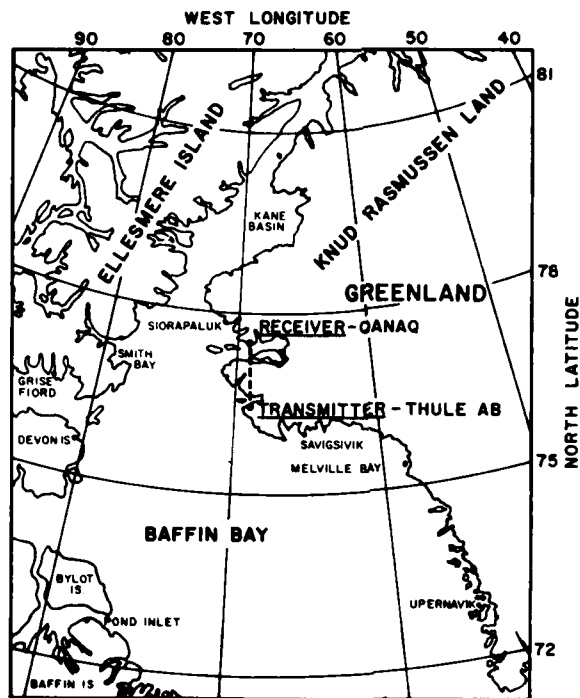 WEST LONGITUDE
90 80 70 60 50 40
81
ELLESMERE ISLAND
KNUD RASMUSSEN LAND
KANE
BASIN
78
GREENLAND
SIORAPALUK
RECEIVER-QANAQ
SMITH
BAY
GRISE
FIORD
TRANSMITTER - THULE AB
DEVON IS
SAVIGSIVIK
75
MELVILLE BAY
NORTH LATITUDE
BAFFIN BAY
BYLOT
IS
UPERNAVIK
POND INLET
72
BAFFIN IS